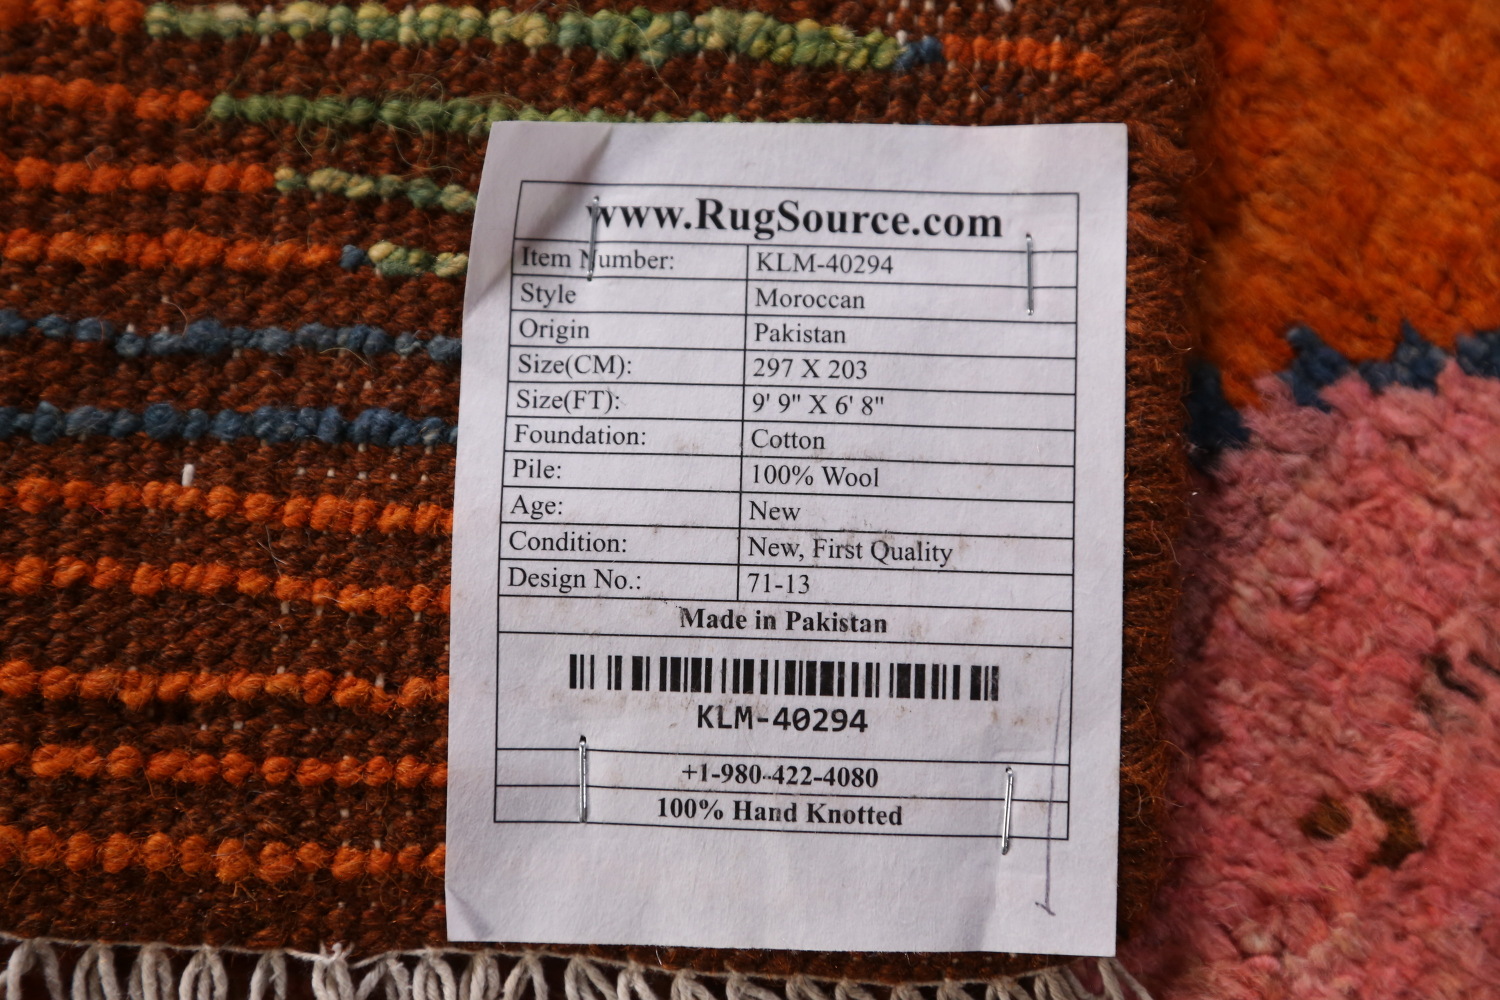 www.RugSource.com
Item Number: KLM-40294
Style Moroccan
Origin Pakistan
Size(CM): 297 X 203
Size(FT): 9' 9" X 6' 8"
Foundation: Cotton
Pile: 100% Wool
Age: New
Condition: New, First Quality
Design No.: 71-13
Made in Pakistan
KLM-40294
+1-980-422-4080
100% Hand Knotted